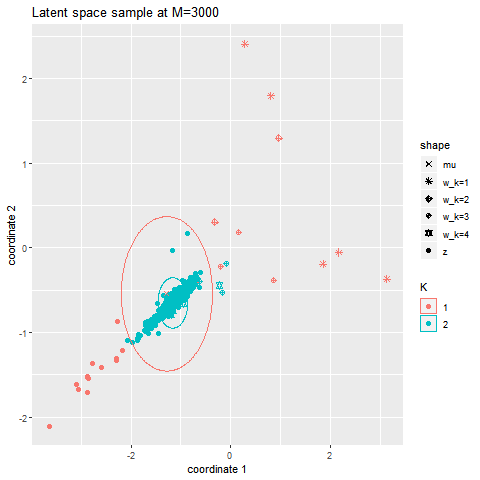 Latent space sample at M=3000
2
1
0
-1
-2
coordinate 2
-2
0
2
coordinate 1
shape
mu
w_k=1
w_k=2
w_k=3
w_k=4
z
K
1
2